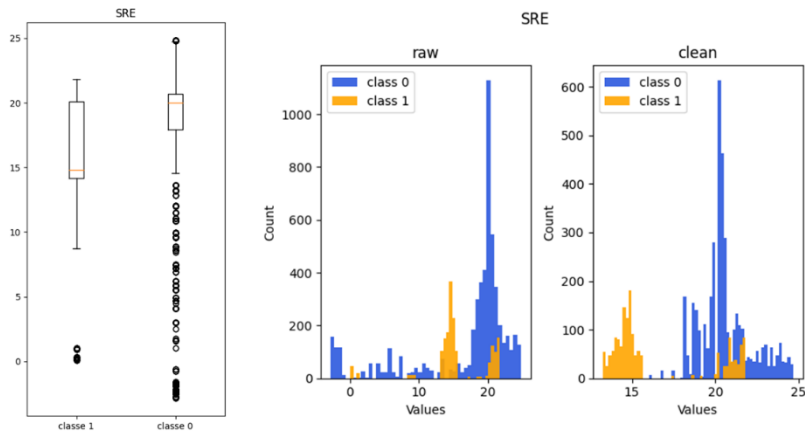 SRE
25
20
15
10
5
0
classe 1
classe 0
SRE
raw
class 0
class 1
1000
800
600
400
200
0
Count
0
10
20
Values
clean
class 0
class 1
600
500
400
300
200
100
0
Count
15
20
25
Values